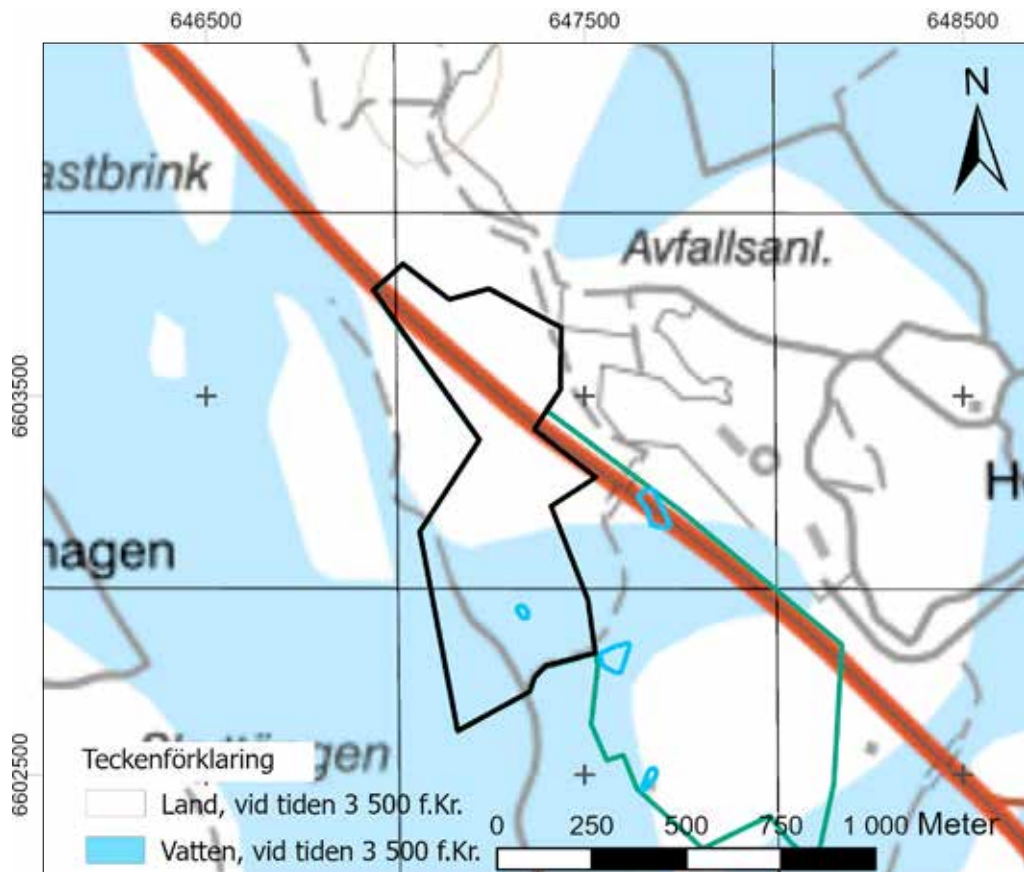 646500 647500 648500
N
astbrink
Avfallsanl.
6603500
H
hagen
6602500
Teckenförklaring
Land, vid tiden 3 500 f.Kr.
Vatten, vid tiden 3 500 f.Kr.
0 250 500 750 1 000 Meter